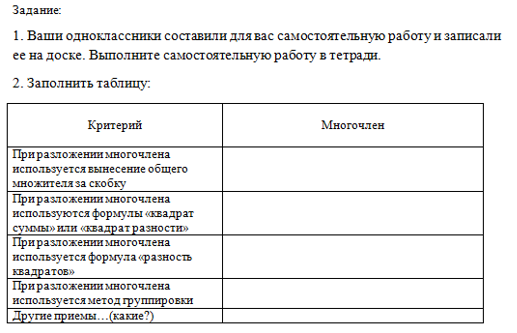 Задание:
1. Ваши одноклассники составили для вас самостоятельную работу и записали
ее на доске. Выполните самостоятельную работу в тетради.
2. Заполнить таблицу:
Критерий
Многочлен
При разложении многочлена
используется вынесение общего
множителя за скобку
При разложении многочлена
используются формулы «квадрат
суммы» или «квадрат разности»
При разложении многочлена
используется формула «разность
квадратов»
При разложении многочлена
используется метод группировки
Другие приемы…(какие?)